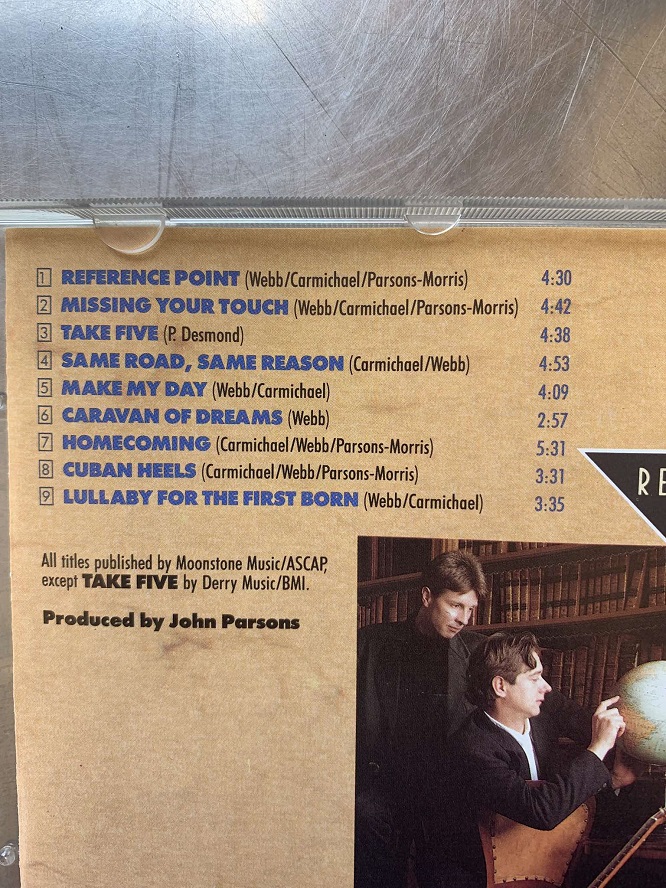 1 REFERENCE POINT (Webb/Carmichael/Parsons-Morris) 4:30
2 MISSING YOUR TOUCH (Webb/Carmichael/Parsons-Morris) 4:42
3 TAKE FIVE (P. Desmond) 4:38
4 SAME ROAD, SAME REASON (Carmichael/Webb) 4:53
5 MAKE MY DAY (Webb/Carmichael) 4:09
6 CARAVAN OF DREAMS (Webb) 2:57
7 HOMECOMING (Carmichael/Webb/Parsons-Morris) 5:31
8 CUBAN HEELS (Carmichael/Webb/Parsons-Morris) 3:31
9 LULLABY FOR THE FIRST BORN (Webb/Carmichael) 3:35
RE
All titles published by Moonstone Music/ASCAP,
except TAKE FIVE by Derry Music/BMI.
Produced by John Parsons